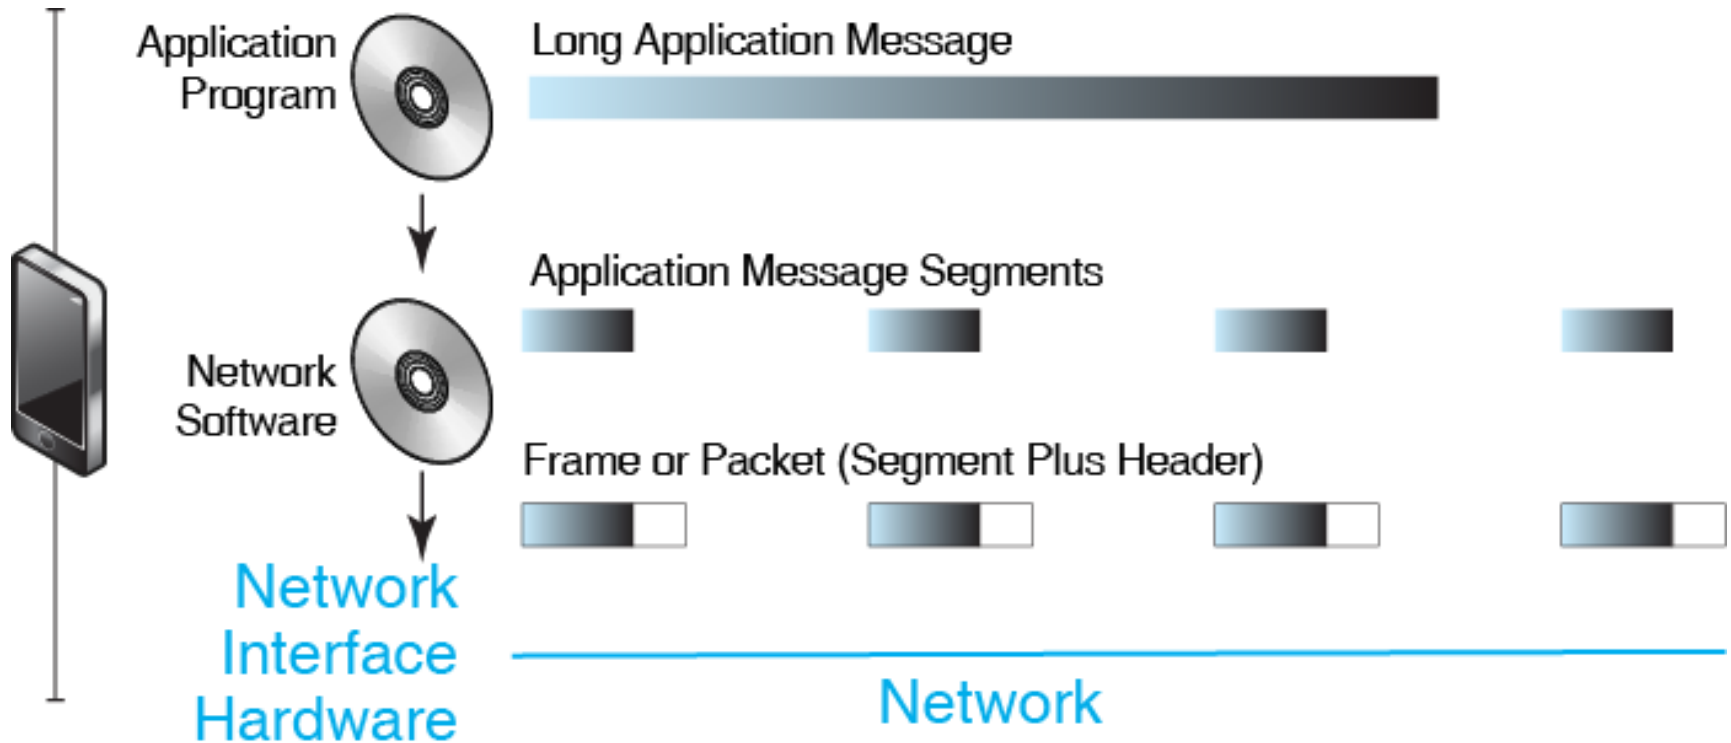 Application
Program
Long Application Message
Application Message Segments
Network
Software
Frame or Packet (Segment Plus Header)
Network
Interface
Hardware
Network